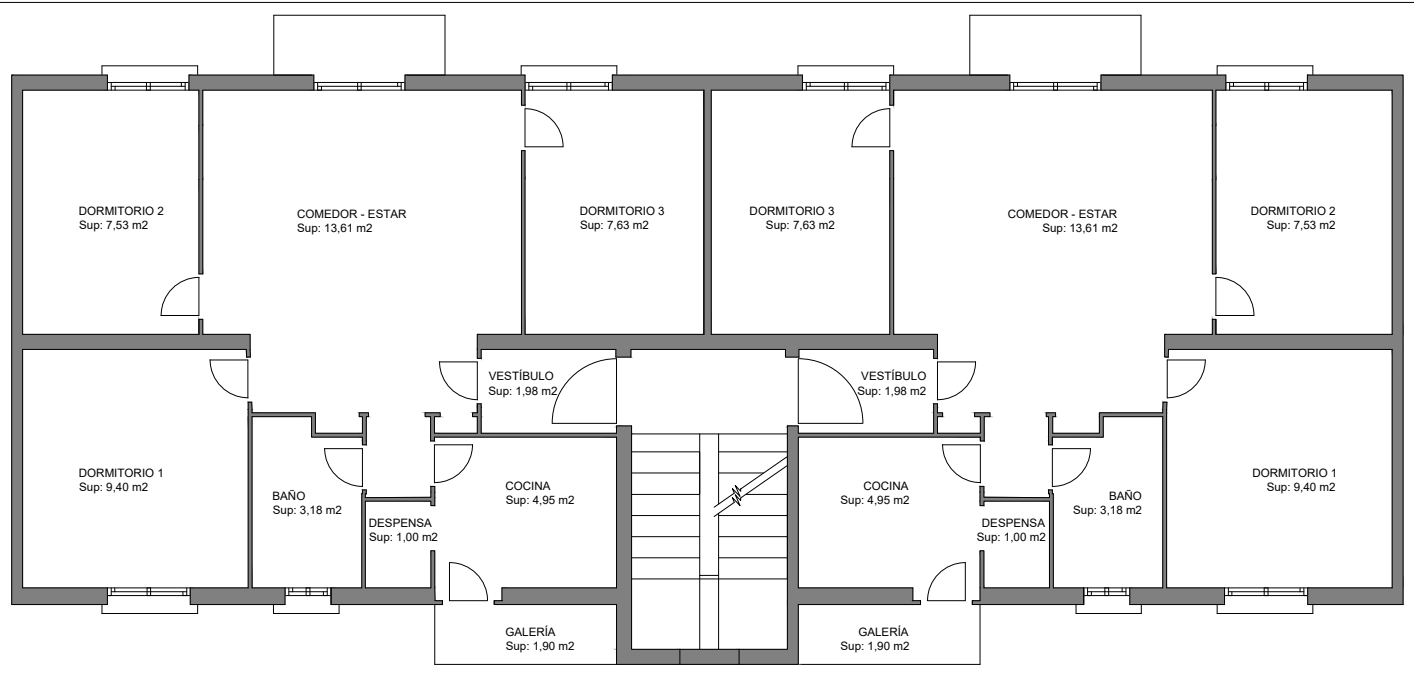 DORMITORIO 2
Sup: 7,53 m2
COMEDOR - ESTAR
Sup: 13,61 m2
DORMITORIO 3
Sup: 7,63 m2
DORMITORIO 3
Sup: 7,63 m2
COMEDOR - ESTAR
Sup: 13,61 m2
DORMITORIO 2
Sup: 7,53 m2
VESTÍBULO
Sup: 1,98 m2
VESTÍBULO
Sup: 1,98 m2
DORMITORIO 1
Sup: 9,40 m2
BAÑO
Sup: 3,18 m2
DESPENSA
Sup: 1,00 m2
COCINA
Sup: 4,95 m2
COCINA
Sup: 4,95 m2
DESPENSA
Sup: 1,00 m2
BAÑO
Sup: 3,18 m2
DORMITORIO 1
Sup: 9,40 m2
GALERÍA
Sup: 1,90 m2
GALERÍA
Sup: 1,90 m2